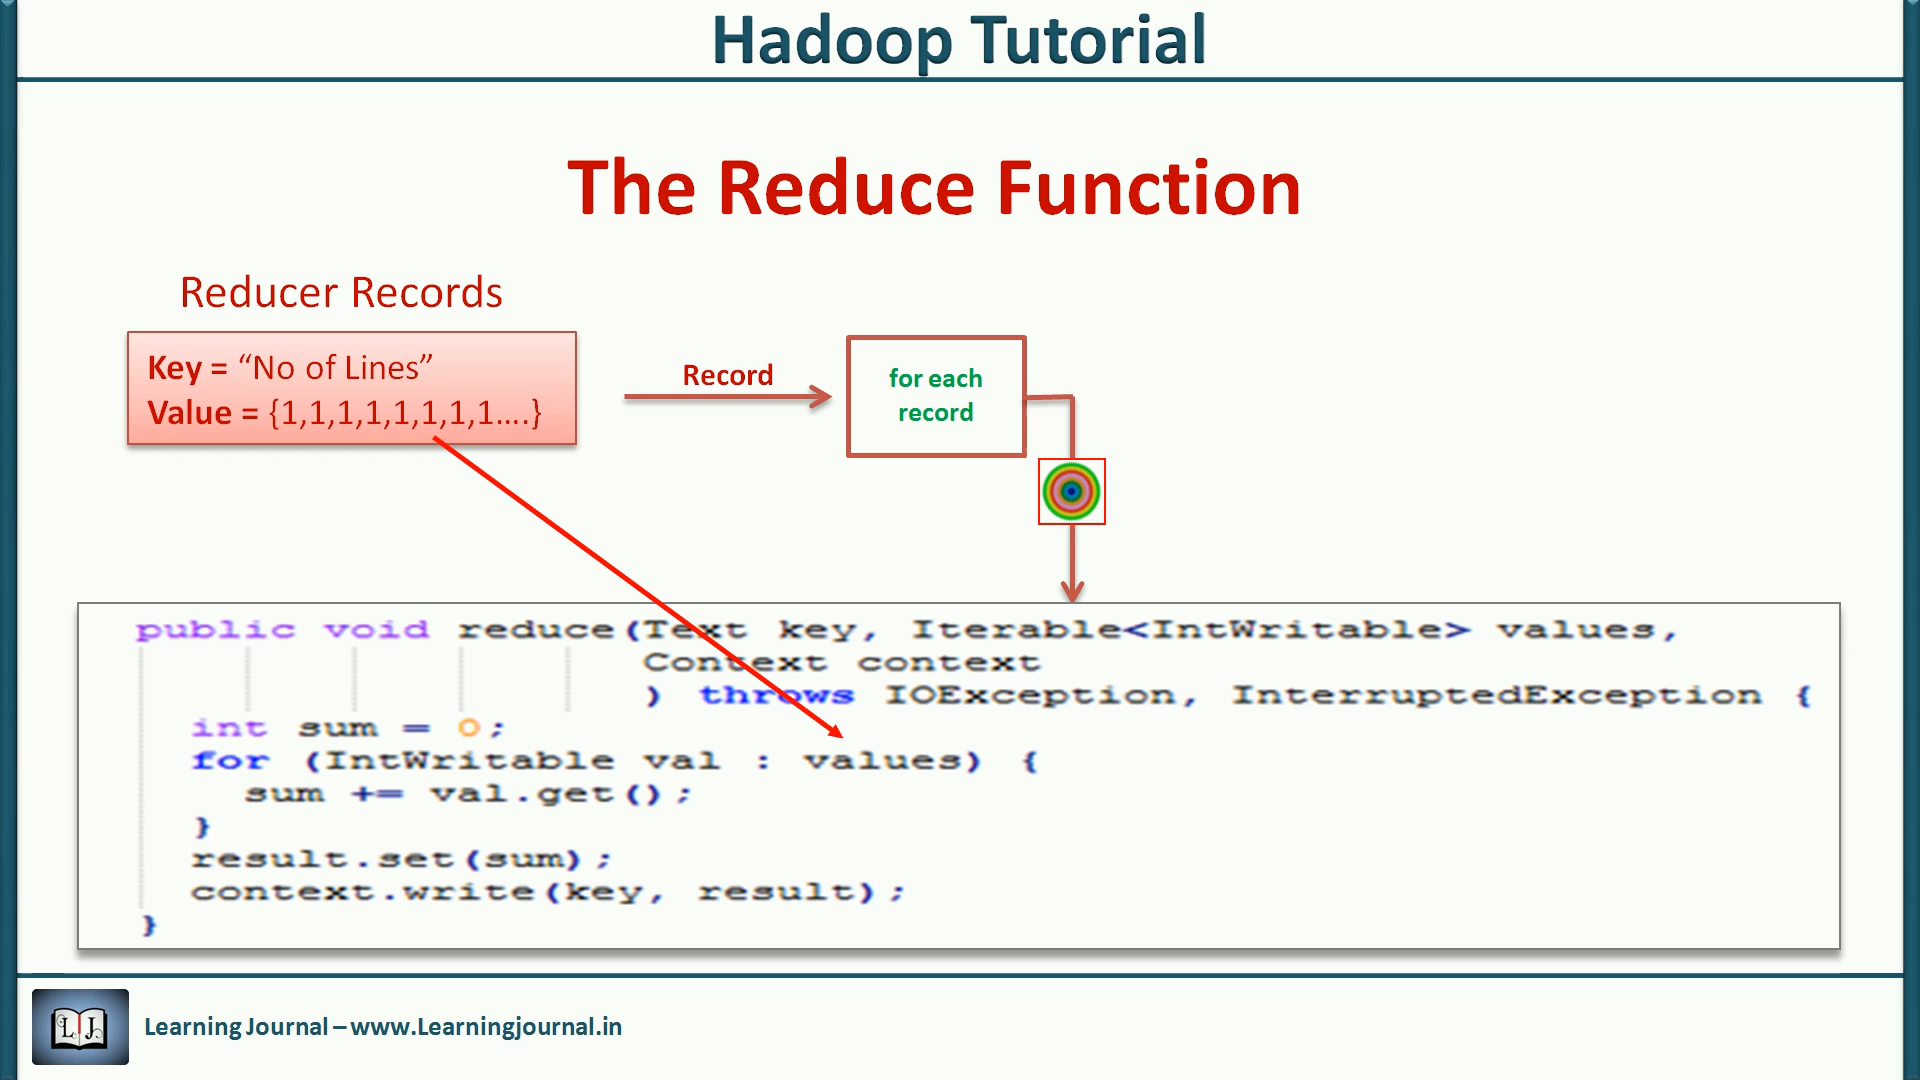 Hadoop Tutorial
The Reduce Function
Reducer Records
Key = “No of Lines”
Value = {1,1,1,1,1,1,1,1….}
Record
for each
record
public void reduce(Text key, Iterable<IntWritable> values,
Context context
) throws IOException, InterruptedException {
int sum = 0;
for (IntWritable val : values) {
sum += val.get();
}
result.set(sum);
context.write(key, result);
}
L J
Learning Journal – www.Learningjournal.in